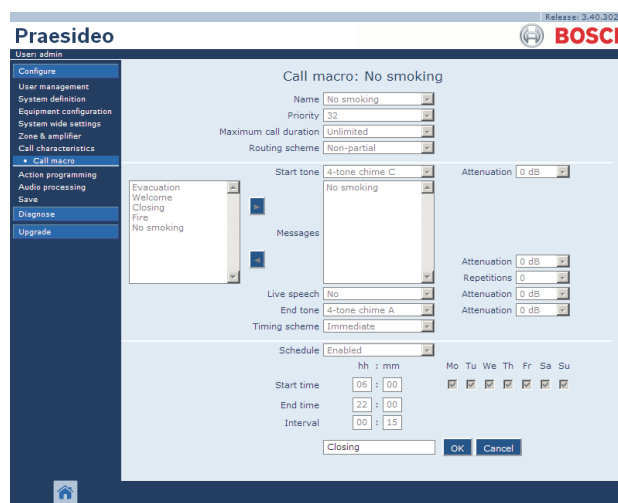 Release: 3.40.302
Praesideo
BOSCH
User: admin
Configure
User management
System definition
Equipment configuration
System wide settings
Zone & amplifier
Call characteristics
• Call macro
Action programming
Audio processing
Save
Diagnose
Upgrade
Call macro: No smoking
Name No smoking
Priority 32
Maximum call duration Unlimited
Routing scheme Non-partial
Start tone 4-tone chime C Attenuation 0 dB
Evacuation
Welcome
Closing
Fire
No smoking
Messages
No smoking
Attenuation 0 dB
Repetitions 0
Live speech No Attenuation 0 dB
End tone 4-tone chime A Attenuation 0 dB
Timing scheme Immediate
Schedule Enabled
hh : mm Mo Tu We Th Fr Sa Su
Start time 06 : 00
End time 22 : 00
Interval 00 : 15
Closing OK Cancel